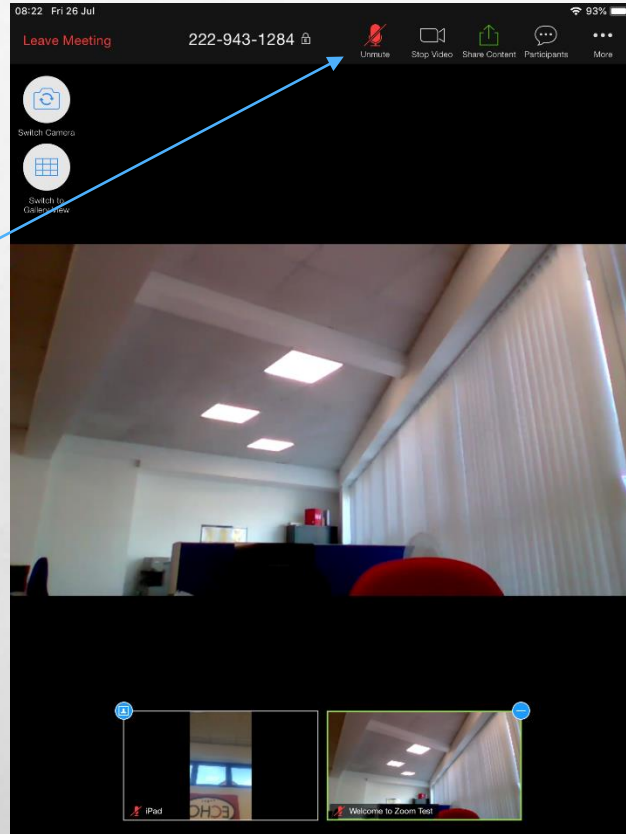 08:22 Fri 26 Jul
93%
Leave Meeting
222-943-1284
Unmute
Stop Video
Share Content
Participants
More
Switch Camera
Switch to
Gallery View
iPad
ECHO
Welcome to Zoom Test